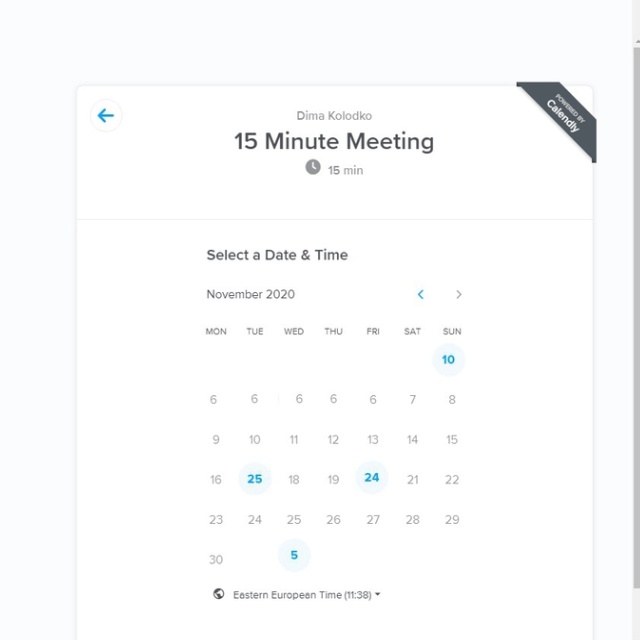 POWERED BY
Calendly
Dima Kolodko
15 Minute Meeting
15 min
Select a Date & Time
November 2020
MON TUE WED THU FRI SAT SUN
10
6 6 6 6 6 7 8
9 10 11 12 13 14 15
16 25 18 19 24 21 22
23 24 25 26 27 28 29
30 5
Eastern European Time (11:38)